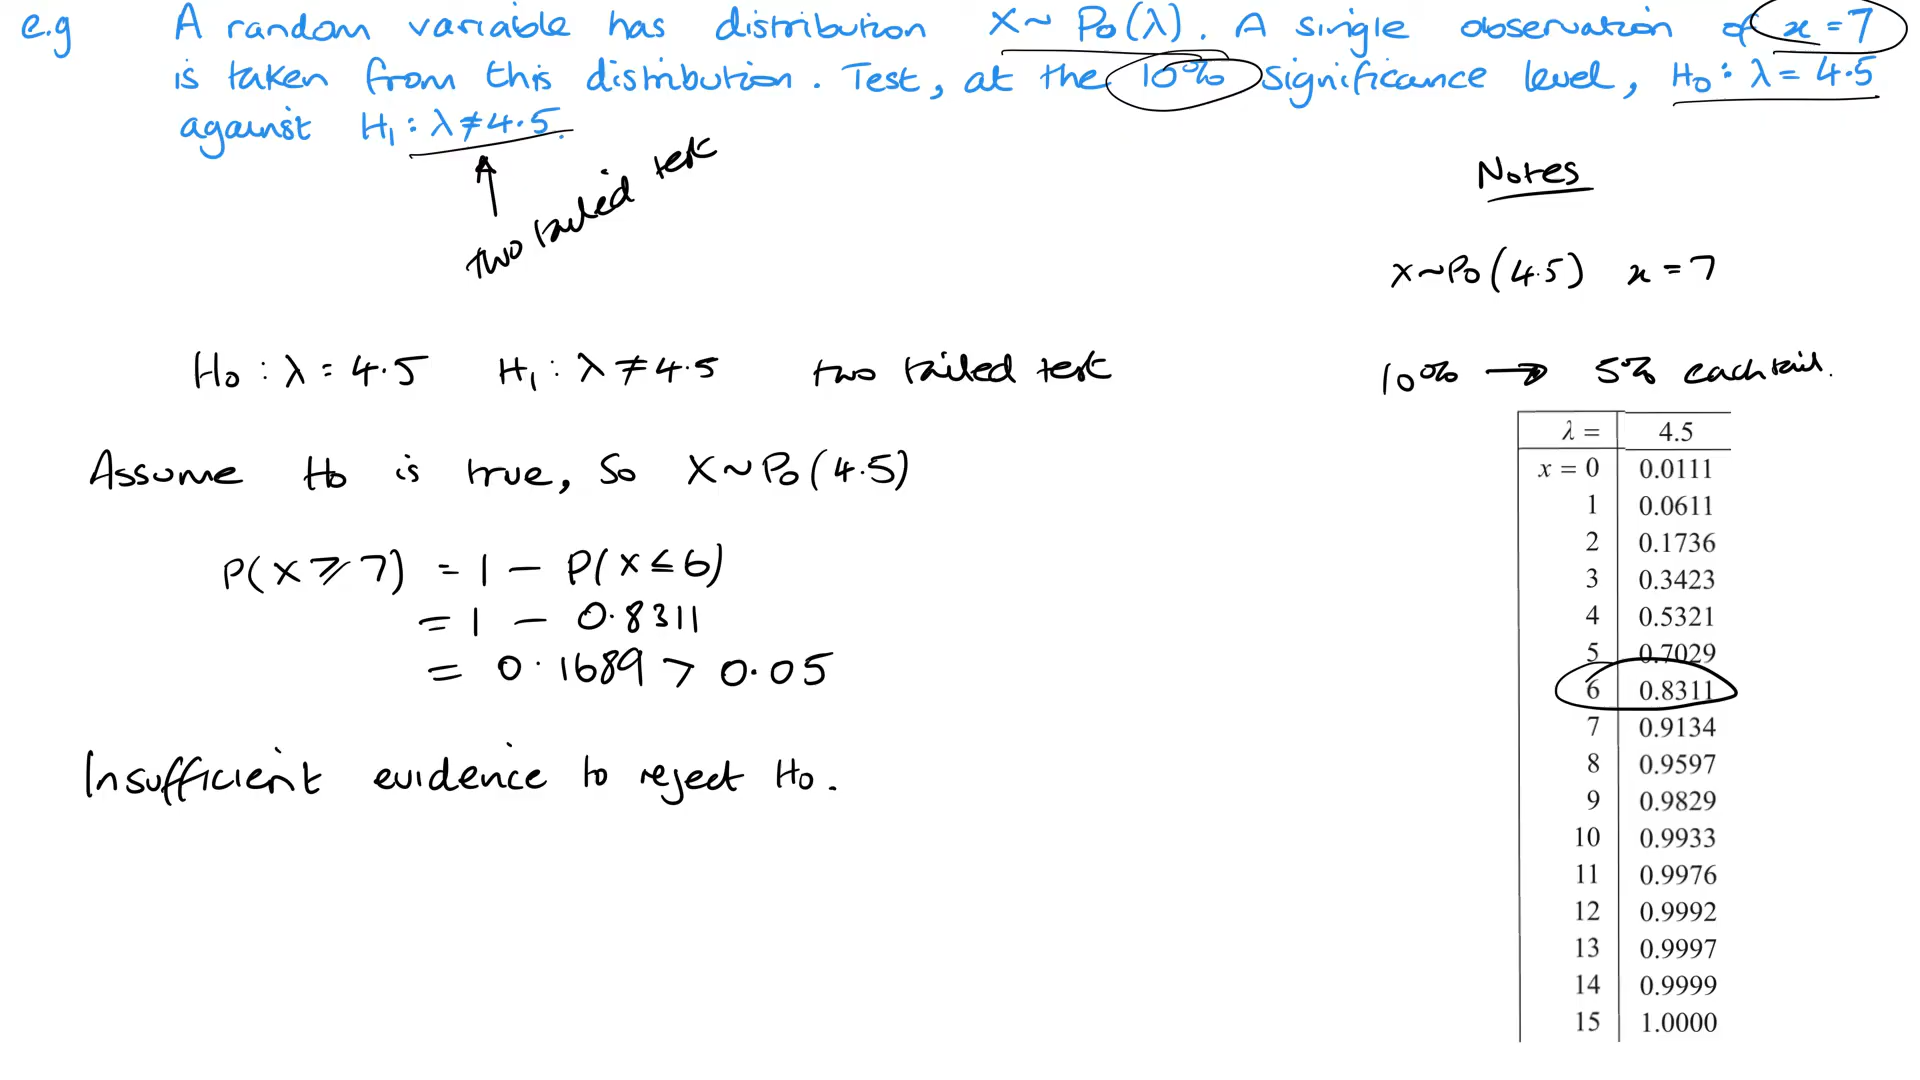 e.g A random variable has distribution X~ Po(λ). A single observation of x = 7
is taken from this distribution. Test, at the 10% significance level, H₀: λ = 4.5
against H₁: λ ≠ 4.5.
two tailed test
Notes
X~Po(4.5) x = 7
H₀ : λ = 4.5 H₁ : λ ≠ 4.5 two tailed test
10% → 5% each tail.
Assume H₀ is true, So X~Po(4.5)
P(X ⩾ 7) = 1 - P(X ≤ 6)
= 1 - 0.8311
= 0.1689 > 0.05
Insufficient evidence to reject H₀.
λ = 4.5
x = 0 0.0111
1 0.0611
2 0.1736
3 0.3423
4 0.5321
5 0.7029
6 0.8311
7 0.9134
8 0.9597
9 0.9829
10 0.9933
11 0.9976
12 0.9992
13 0.9997
14 0.9999
15 1.0000